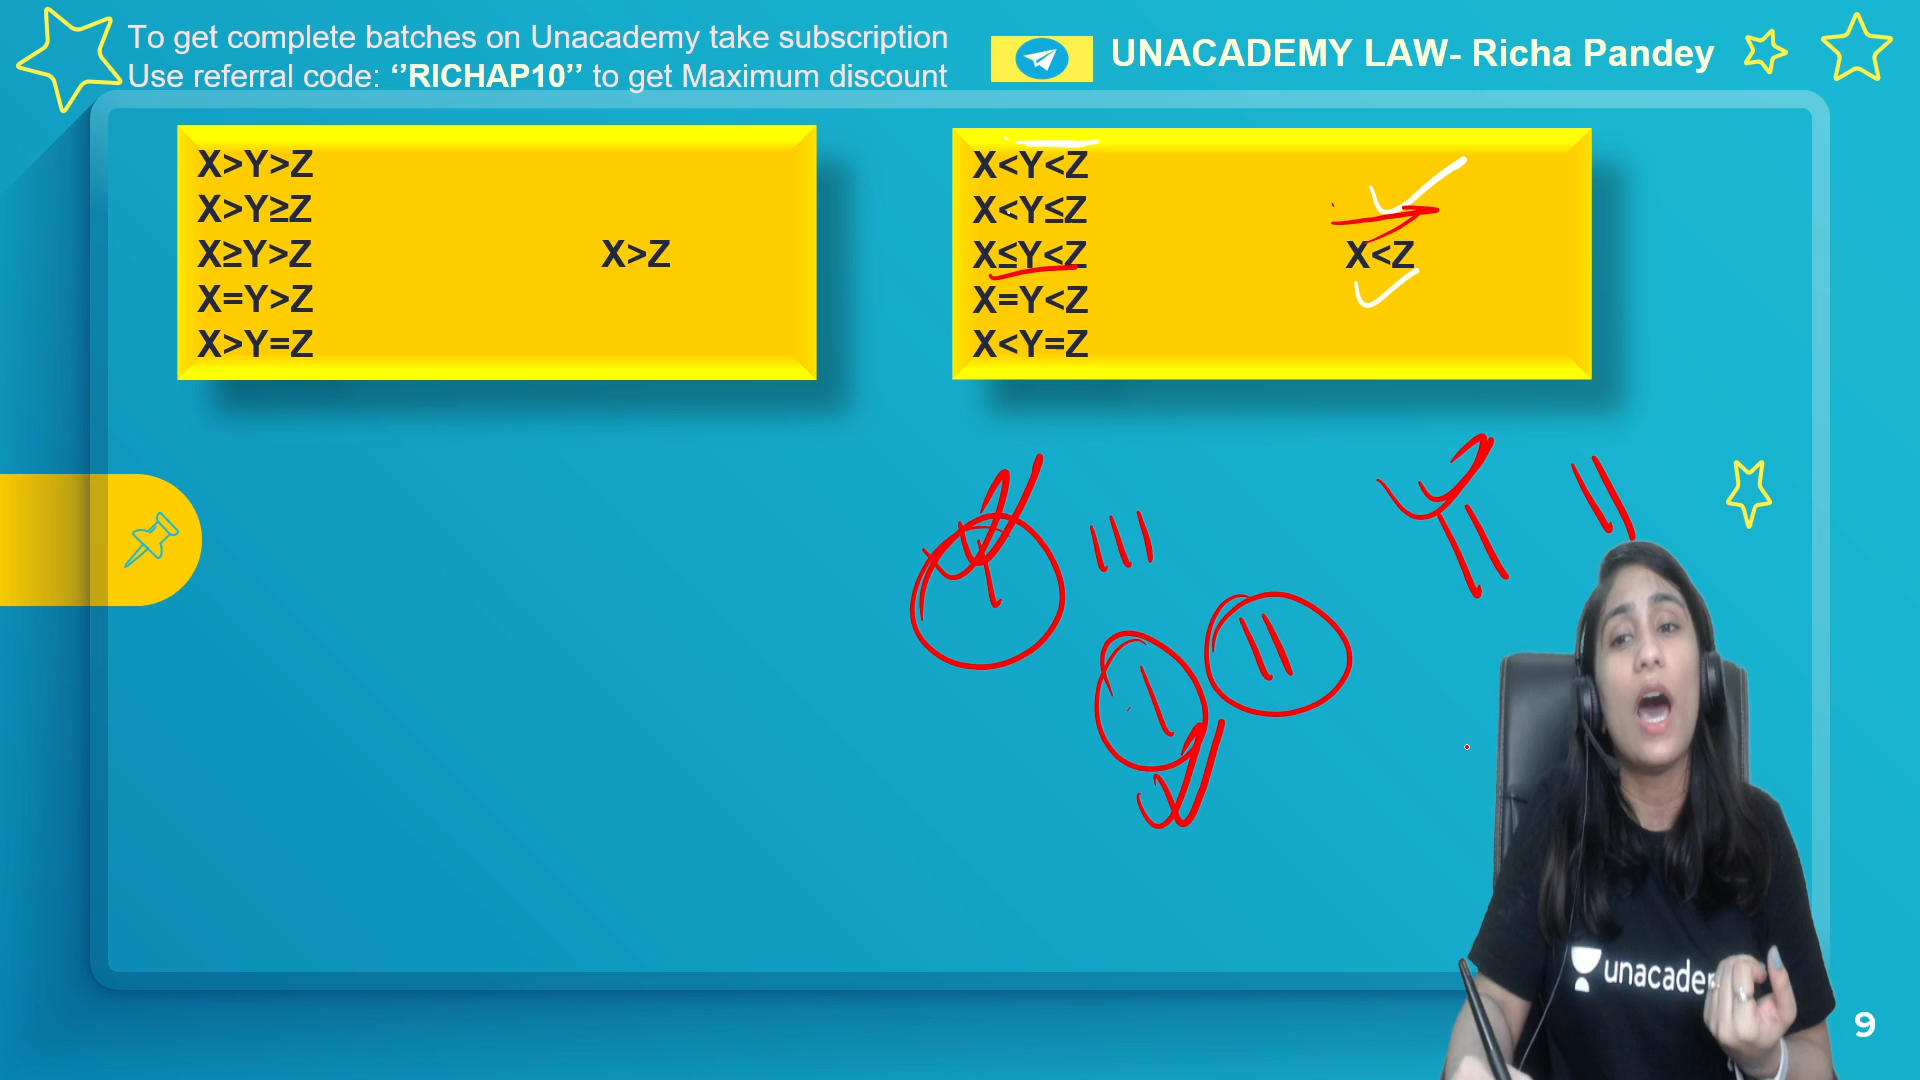 To get complete batches on Unacademy take subscription
Use referral code: ‘’RICHAP10’’ to get Maximum discount
UNACADEMY LAW- Richa Pandey
X>Y>Z
X>Y≥Z
X≥Y>Z
X=Y>Z
X>Y=Z
X>Z
X<Y<Z
X<Y≤Z
X≤Y<Z
X=Y<Z
X<Y=Z
X<Z
9